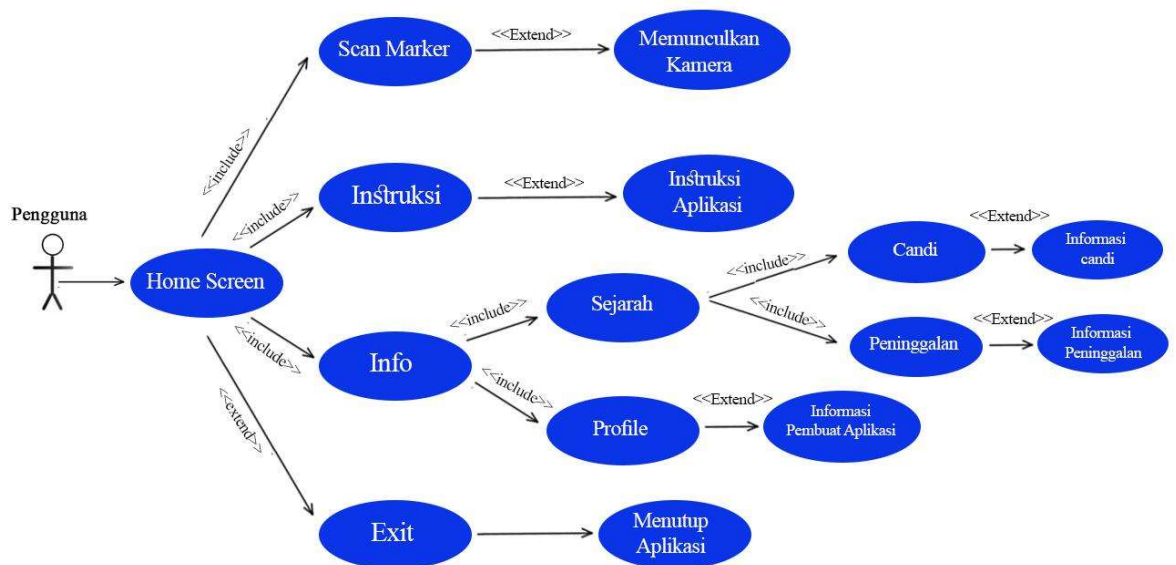 Pengguna
Home Screen
<<include>>
Scan Marker
<<Extend>>
Memunculkan
Kamera
<<include>>
Instruksi
<<Extend>>
Instruksi
Aplikasi
<<include>>
Info
<<include>>
Sejarah
<<include>>
Candi
<<Extend>>
Informasi
candi
<<include>>
Peninggalan
<<Extend>>
Informasi
Peninggalan
<<include>>
Profile
<<Extend>>
Informasi
Pembuat Aplikasi
<<extend>>
Exit
Menutup
Aplikasi